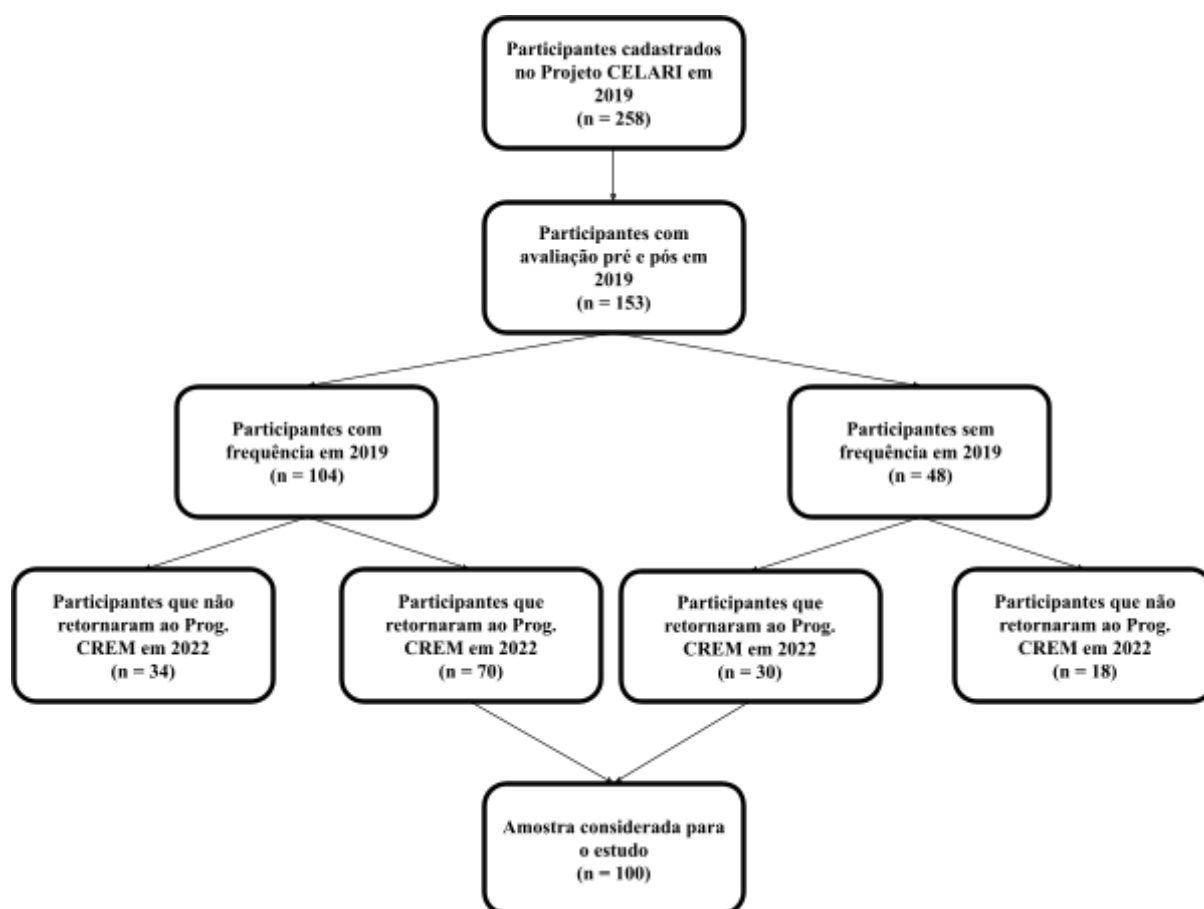 Participantes cadastrados
no Projeto CELARI em
2019
(n = 258)
Participantes com
avaliação pré e pós em
2019
(n = 153)
Participantes com
frequência em 2019
(n = 104)
Participantes sem
frequência em 2019
(n = 48)
Participantes que não
retornaram ao Prog.
CREM em 2022
(n = 34)
Participantes que
retornaram ao Prog.
CREM em 2022
(n = 70)
Participantes que
retornaram ao Prog.
CREM em 2022
(n = 30)
Participantes que não
retornaram ao Prog.
CREM em 2022
(n = 18)
Amostra considerada para
o estudo
(n = 100)